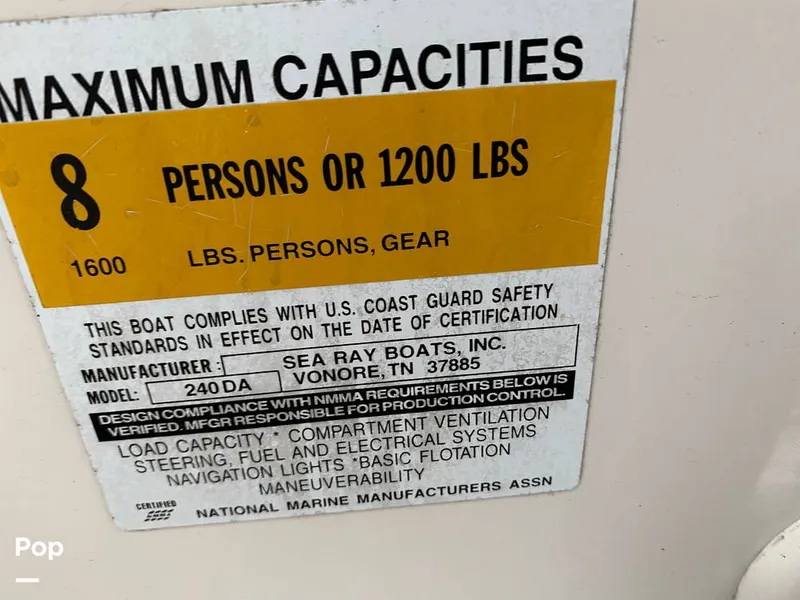 MAXIMUM CAPACITIES
8 PERSONS OR 1200 LBS
1600 LBS. PERSONS, GEAR
THIS BOAT COMPLIES WITH U.S. COAST GUARD SAFETY
STANDARDS IN EFFECT ON THE DATE OF CERTIFICATION
MANUFACTURER : SEA RAY BOATS, INC.
VONORE, TN 37885
MODEL: 240 DA
DESIGN COMPLIANCE WITH NMMA REQUIREMENTS BELOW IS
VERIFIED. MFGR RESPONSIBLE FOR PRODUCTION CONTROL.
LOAD CAPACITY * COMPARTMENT VENTILATION
STEERING, FUEL AND ELECTRICAL SYSTEMS
NAVIGATION LIGHTS *BASIC FLOTATION
MANEUVERABILITY
CERTIFIED
NATIONAL MARINE MANUFACTURERS ASSN
Pop